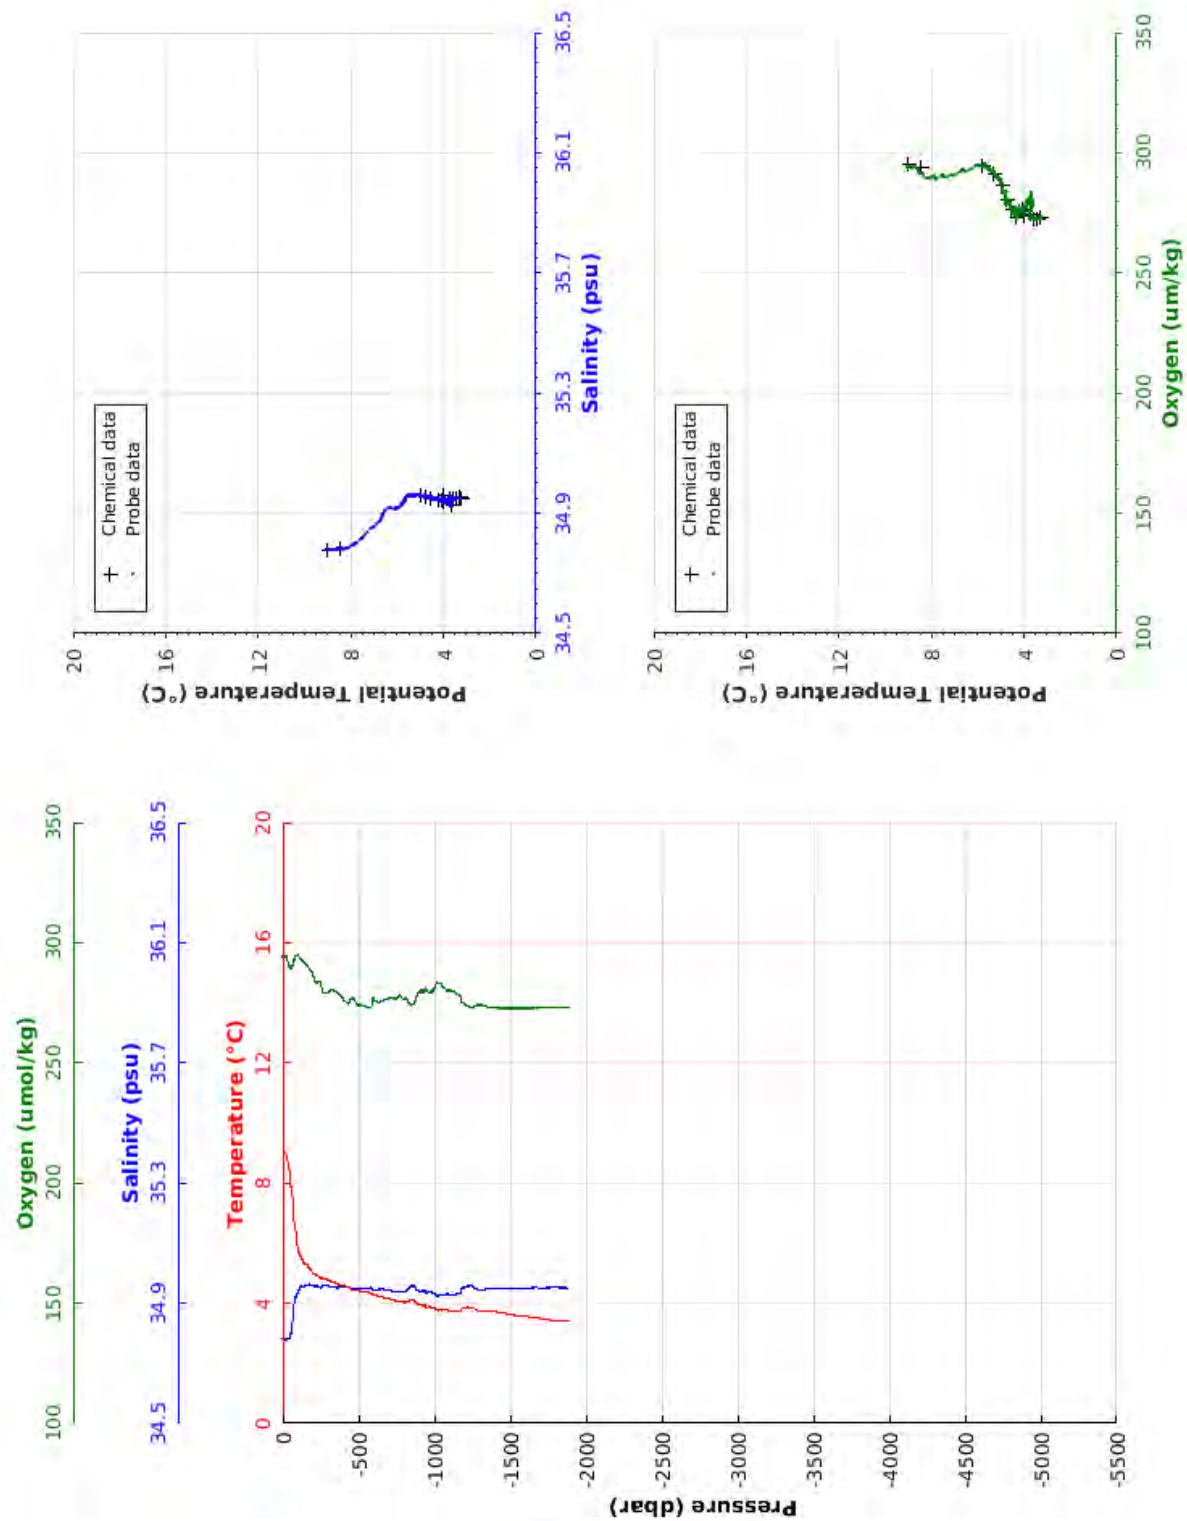 Oxygen (umol/kg)
100 150 200 250 300 350
Salinity (psu)
34.5 34.9 35.3 35.7 36.1 36.5
Temperature (°C)
0 4 8 12 16 20
Pressure (dbar)
0
-500
-1000
-1500
-2000
-2500
-3000
-3500
-4000
-4500
-5000
-5500
Potential Temperature (°C)
20
16
12
8
4
0
Chemical data
Probe data
34.5 34.9 35.3 35.7 36.1 36.5
Salinity (psu)
Potential Temperature (°C)
20
16
12
8
4
0
Chemical data
Probe data
100 150 200 250 300 350
Oxygen (um/kg)